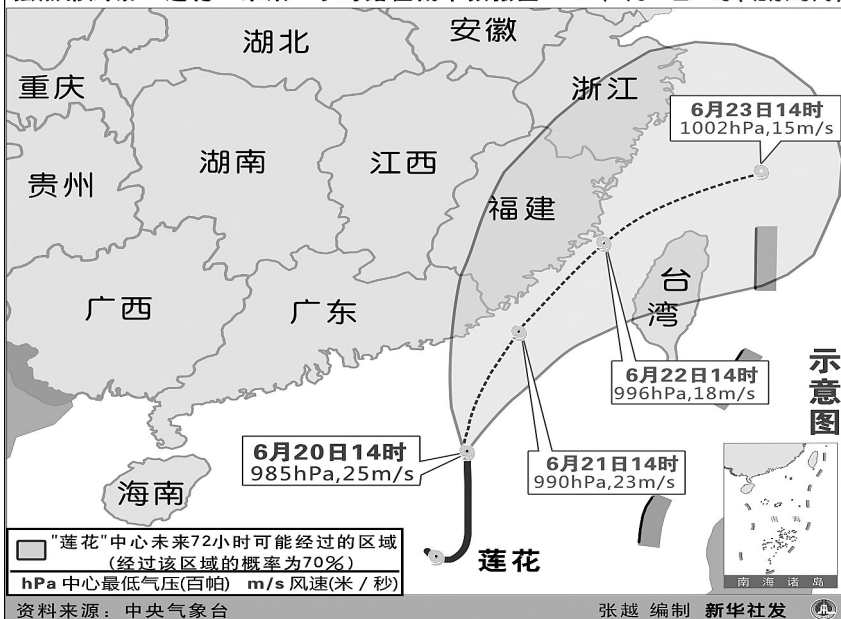 湖北
安徽
重庆
浙江
6月23日14时
1002hPa,15m/s
湖南
江西
贵州
福建
台湾
广西
广东
示意图
6月22日14时
996hPa,18m/s
6月20日14时
985hPa,25m/s
6月21日14时
990hPa,23m/s
海南
莲花
"莲花"中心未来72小时可能经过的区域
(经过该区域的概率为70%)
hPa 中心最低气压(百帕) m/s 风速(米/秒)
南海
南海诸岛
资料来源:中央气象台
张越 编制 新华社发